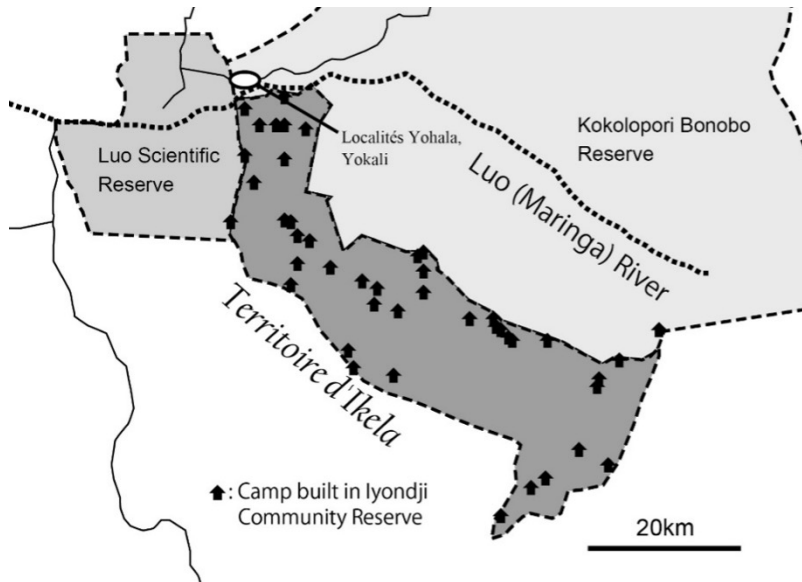 Localités Yohala,
Yokali
Kokolopori Bonobo
Reserve
Luo Scientific
Reserve
Luo (Maringa) River
Territoire d'Ikela
: Camp built in Iyondji
Community Reserve
20km